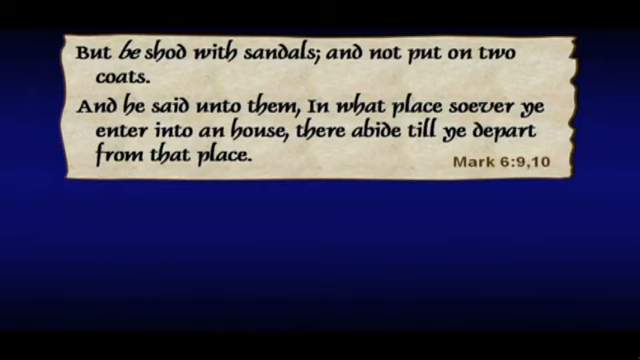 But be shod with sandals; and not put on two
coats.
And he said unto them, In what place soever ye
enter into an house, there abide till ye depart
from that place.
Mark 6:9,10